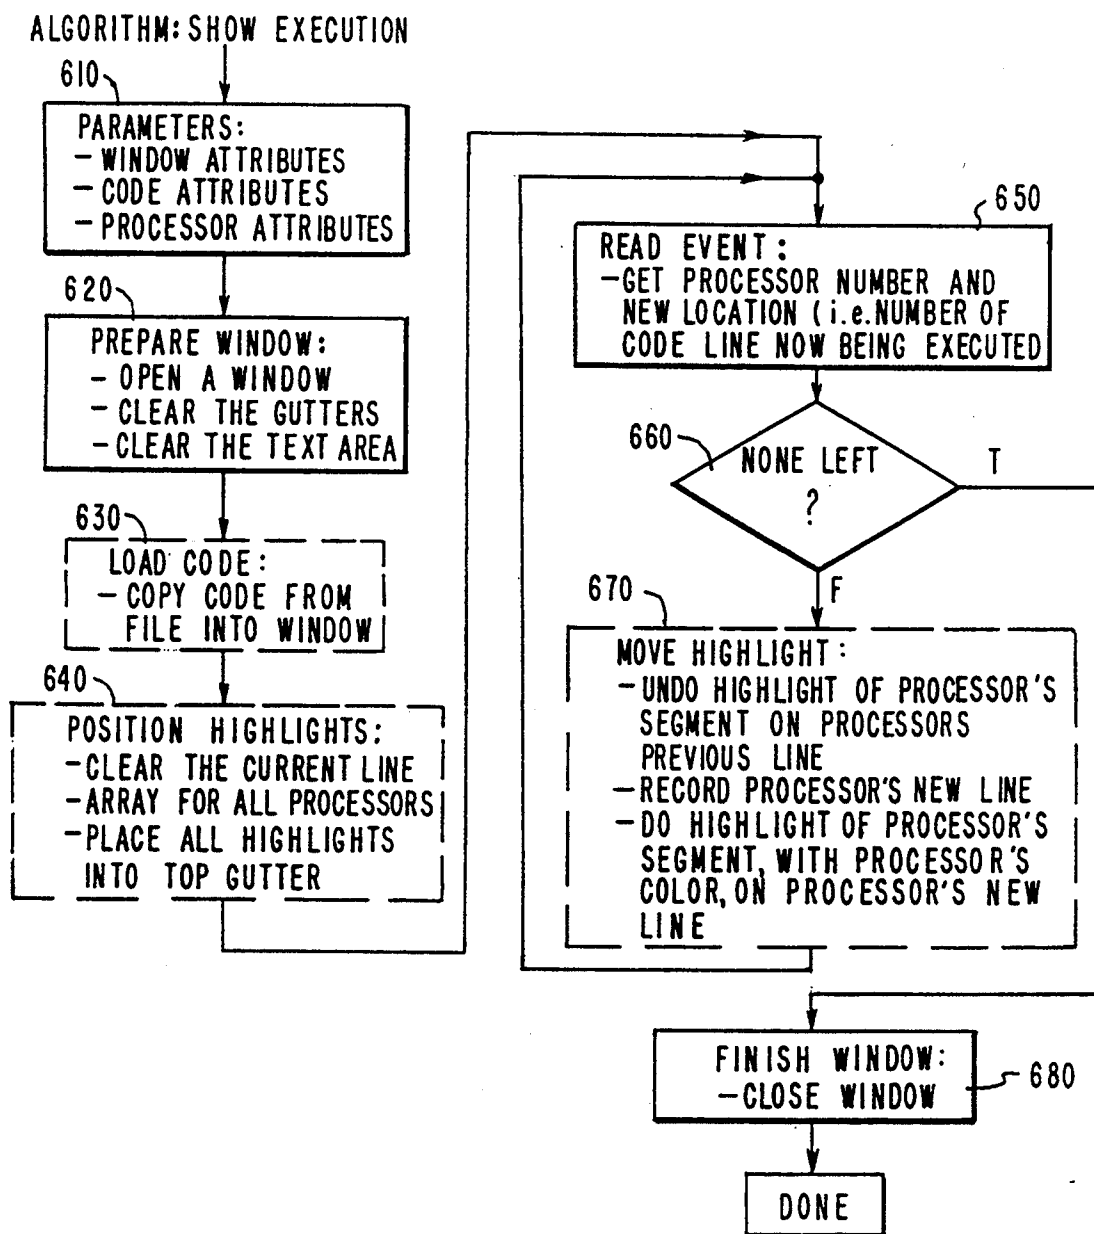 ALGORITHM: SHOW EXECUTION
610
PARAMETERS:
- WINDOW ATTRIBUTES
- CODE ATTRIBUTES
- PROCESSOR ATTRIBUTES
620
PREPARE WINDOW:
- OPEN A WINDOW
- CLEAR THE GUTTERS
- CLEAR THE TEXT AREA
630
LOAD CODE:
- COPY CODE FROM
FILE INTO WINDOW
640
POSITION HIGHLIGHTS:
- CLEAR THE CURRENT LINE
- ARRAY FOR ALL PROCESSORS
- PLACE ALL HIGHLIGHTS
INTO TOP GUTTER
650
READ EVENT:
- GET PROCESSOR NUMBER AND
NEW LOCATION (i.e. NUMBER OF
CODE LINE NOW BEING EXECUTED
660
NONE LEFT
?
T
F
670
MOVE HIGHLIGHT:
- UNDO HIGHLIGHT OF PROCESSOR'S
SEGMENT ON PROCESSORS
PREVIOUS LINE
- RECORD PROCESSOR'S NEW LINE
- DO HIGHLIGHT OF PROCESSOR'S
SEGMENT, WITH PROCESSOR'S
COLOR, ON PROCESSOR'S NEW
LINE
FINISH WINDOW:
- CLOSE WINDOW
680
DONE